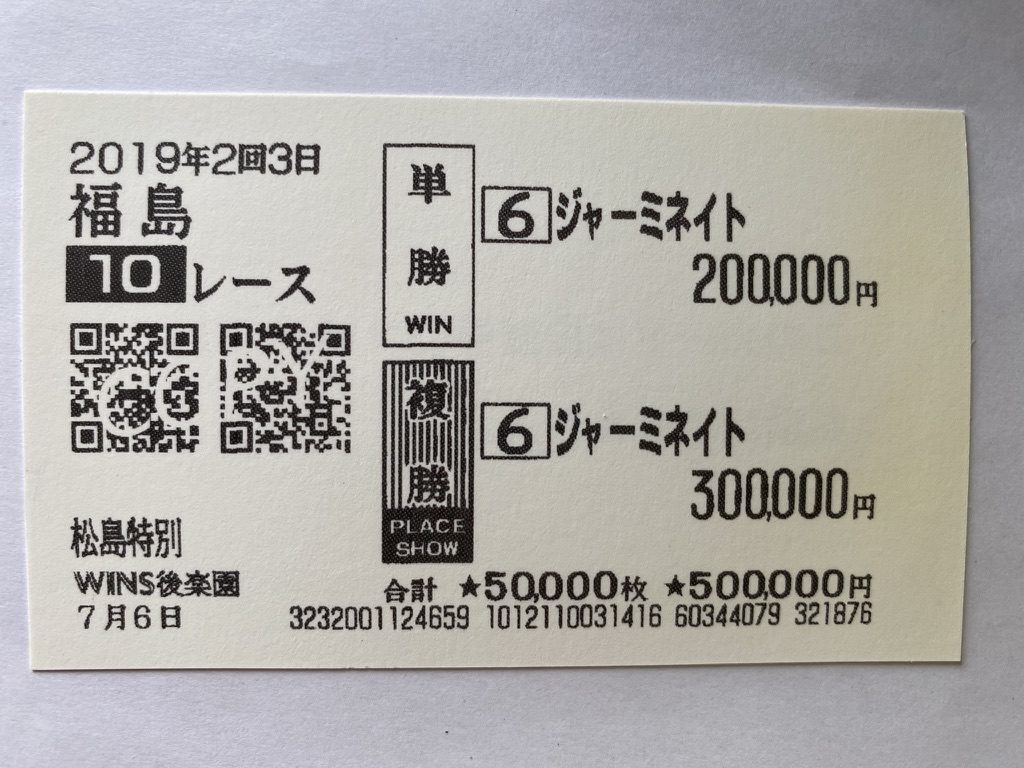 2019年2回3日
福島
10レース
COPY
松島特別
WINS後楽園
7月6日
単勝
WIN
6 ジャーミネイト
200,000円
複勝
PLACE
SHOW
6 ジャーミネイト
300,000円
合計 ★50,000枚 ★500,000円
3232001124659 1012110031416 60344079 321876